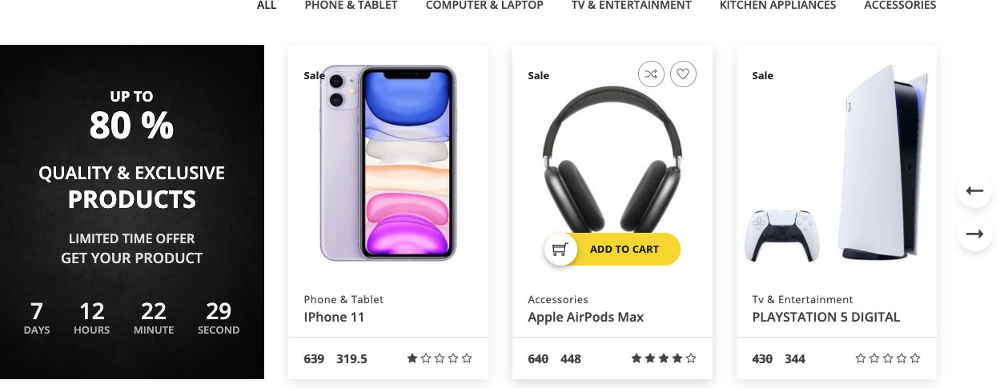 ALL PHONE & TABLET COMPUTER & LAPTOP TV & ENTERTAINMENT KITCHEN APPLIANCES ACCESSORIES
UP TO
80 %
QUALITY & EXCLUSIVE
PRODUCTS
LIMITED TIME OFFER
GET YOUR PRODUCT
7 12 22 29
DAYS HOURS MINUTE SECOND
Sale
Phone & Tablet
IPhone 11
639 319.5
Sale
ADD TO CART
Accessories
Apple AirPods Max
640 448
Sale
Tv & Entertainment
PLAYSTATION 5 DIGITAL
430 344